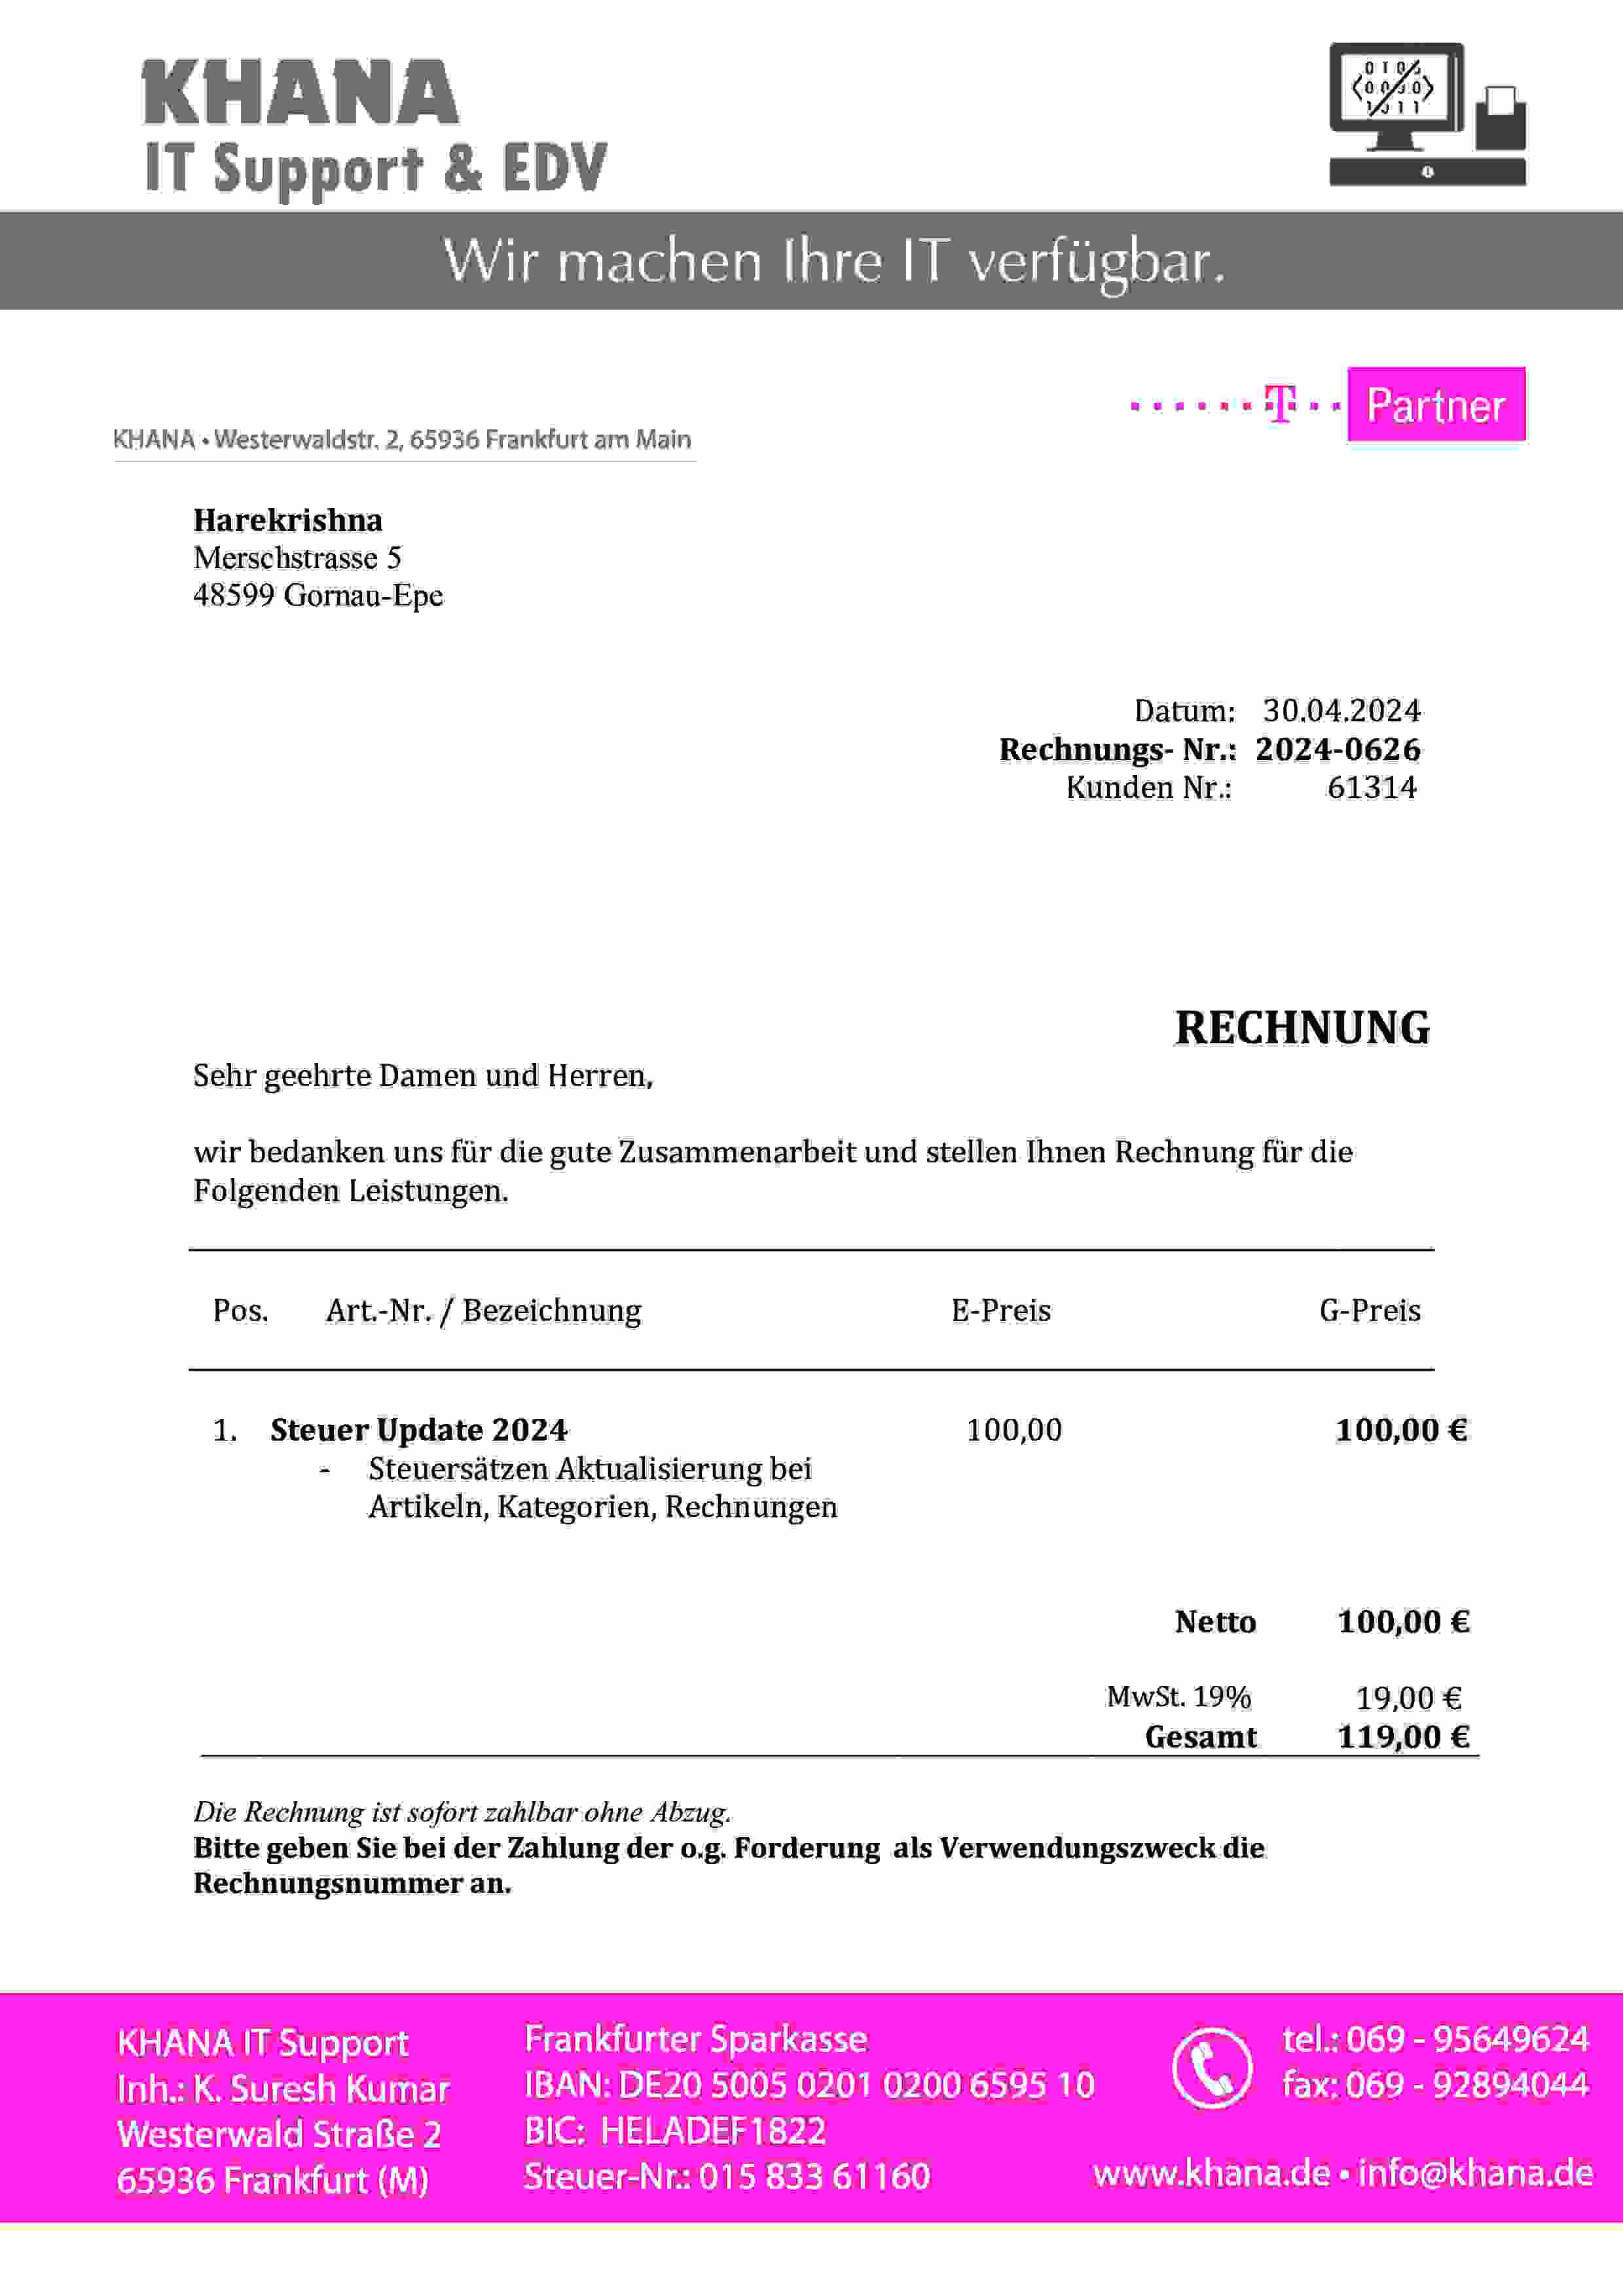 KHANA
IT Support & EDV
Wir machen Ihre IT verfügbar.
T Partner
KHANA • Westerwaldstr. 2, 65936 Frankfurt am Main
Harekrishna
Merschstrasse 5
48599 Gornau-Epe
Datum: 30.04.2024
Rechnungs- Nr.: 2024-0626
Kunden Nr.: 61314
RECHNUNG
Sehr geehrte Damen und Herren,
wir bedanken uns für die gute Zusammenarbeit und stellen Ihnen Rechnung für die
Folgenden Leistungen.
Pos. Art.-Nr. / Bezeichnung E-Preis G-Preis
1. Steuer Update 2024 100,00 100,00 €
- Steuersätzen Aktualisierung bei
Artikeln, Kategorien, Rechnungen
Netto 100,00 €
MwSt. 19% 19,00 €
Gesamt 119,00 €
Die Rechnung ist sofort zahlbar ohne Abzug.
Bitte geben Sie bei der Zahlung der o.g. Forderung als Verwendungszweck die
Rechnungsnummer an.
KHANA IT Support
Inh.: K. Suresh Kumar
Westerwald Straße 2
65936 Frankfurt (M)
Frankfurter Sparkasse
IBAN: DE20 5005 0201 0200 6595 10
BIC: HELADEF1822
Steuer-Nr.: 015 833 61160
tel.: 069 - 95649624
fax: 069 - 92894044
www.khana.de • info@khana.de